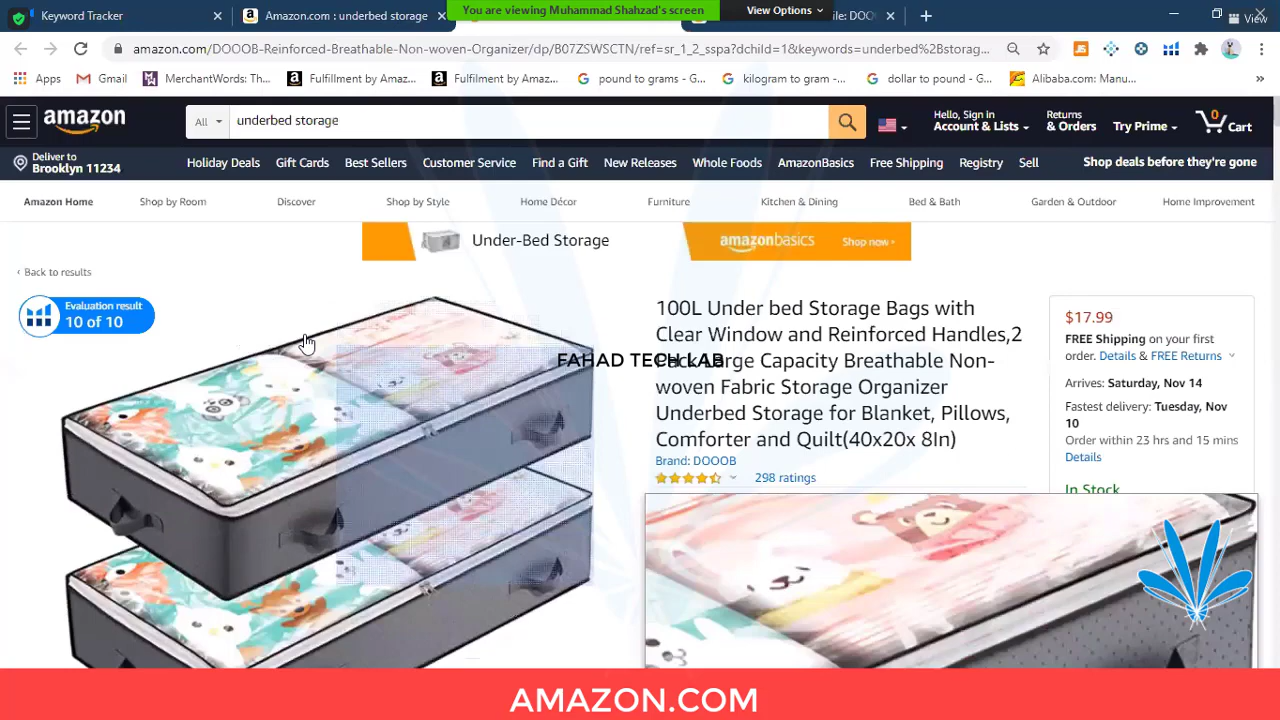 Keyword Tracker
Amazon.com : underbed storage
You are viewing Muhammad Shahzad's screen
View Options
file: DOO
View
amazon.com/DOOOB-Reinforced-Breathable-Non-woven-Organizer/dp/B07ZSWSCTN/ref=sr_1_2_sspa?dchild=1&keywords=underbed%2Bstorag...
Apps
Gmail
MerchantWords: Th...
Fulfillment by Amaz...
Fulfilment by Amaz...
pound to grams - G...
kilogram to gram -...
dollar to pound - G...
Alibaba.com: Manu...
»
amazon
All
underbed storage
Hello, Sign in
Account & Lists
Returns
& Orders
Try Prime
0
Cart
Deliver to
Brooklyn 11234
Holiday Deals
Gift Cards
Best Sellers
Customer Service
Find a Gift
New Releases
Whole Foods
AmazonBasics
Free Shipping
Registry
Sell
Shop deals before they're gone
Amazon Home
Shop by Room
Discover
Shop by Style
Home Décor
Furniture
Kitchen & Dining
Bed & Bath
Garden & Outdoor
Home Improvement
Under-Bed Storage
amazonbasics
Shop now ›
‹ Back to results
Evaluation result
10 of 10
100L Under bed Storage Bags with
Clear Window and Reinforced Handles,2
Pack Large Capacity Breathable Non-
woven Fabric Storage Organizer
Underbed Storage for Blanket, Pillows,
Comforter and Quilt(40x20x 8In)
Brand: DOOOB
298 ratings
FAHAD TECH LAB
$17.99
FREE Shipping on your first
order. Details & FREE Returns
Arrives: Saturday, Nov 14
Fastest delivery: Tuesday, Nov
10
Order within 23 hrs and 15 mins
Details
In Stock
AMAZON.COM